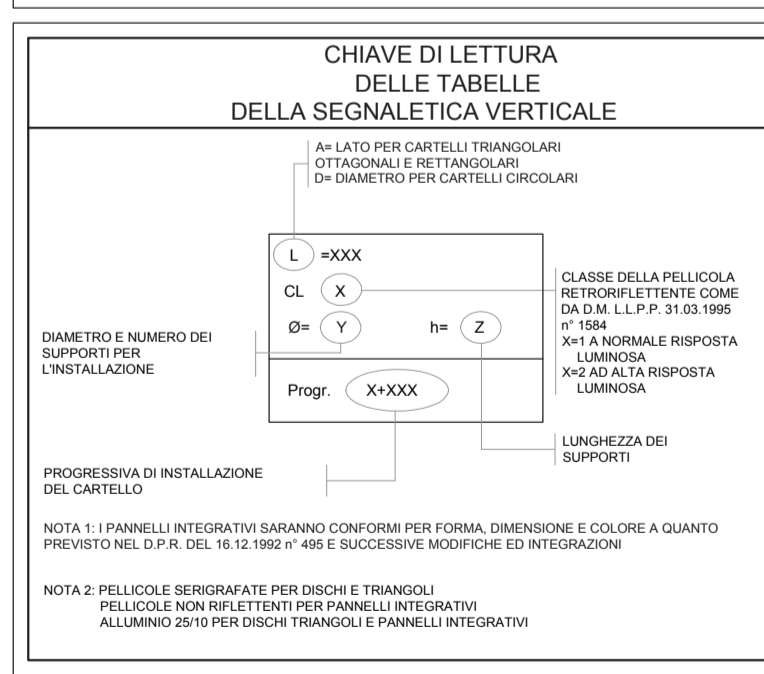 CHIAVE DI LETTURA
DELLE TABELLE
DELLA SEGNALETICA VERTICALE
A= LATO PER CARTELLI TRIANGOLARI
OTTAGONALI E RETTANGOLARI
D= DIAMETRO PER CARTELLI CIRCOLARI
L =XXX
CL X
Ø= Y h= Z
Progr. X+XXX
CLASSE DELLA PELLICOLA
RETRORIFLETTENTE COME
DA D.M. L.L.P.P. 31.03.1995
n° 1584
X=1 A NORMALE RISPOSTA
LUMINOSA
X=2 AD ALTA RISPOSTA
LUMINOSA
DIAMETRO E NUMERO DEI
SUPPORTI PER
L'INSTALLAZIONE
LUNGHEZZA DEI
SUPPORTI
PROGRESSIVA DI INSTALLAZIONE
DEL CARTELLO
NOTA 1: I PANNELLI INTEGRATIVI SARANNO CONFORMI PER FORMA, DIMENSIONE E COLORE A QUANTO
PREVISTO NEL D.P.R. DEL 16.12.1992 n° 495 E SUCCESSIVE MODIFICHE ED INTEGRAZIONI
NOTA 2: PELLICOLE SERIGRAFATE PER DISCHI E TRIANGOLI
PELLICOLE NON RIFLETTENTI PER PANNELLI INTEGRATIVI
ALLUMINIO 25/10 PER DISCHI TRIANGOLI E PANNELLI INTEGRATIVI